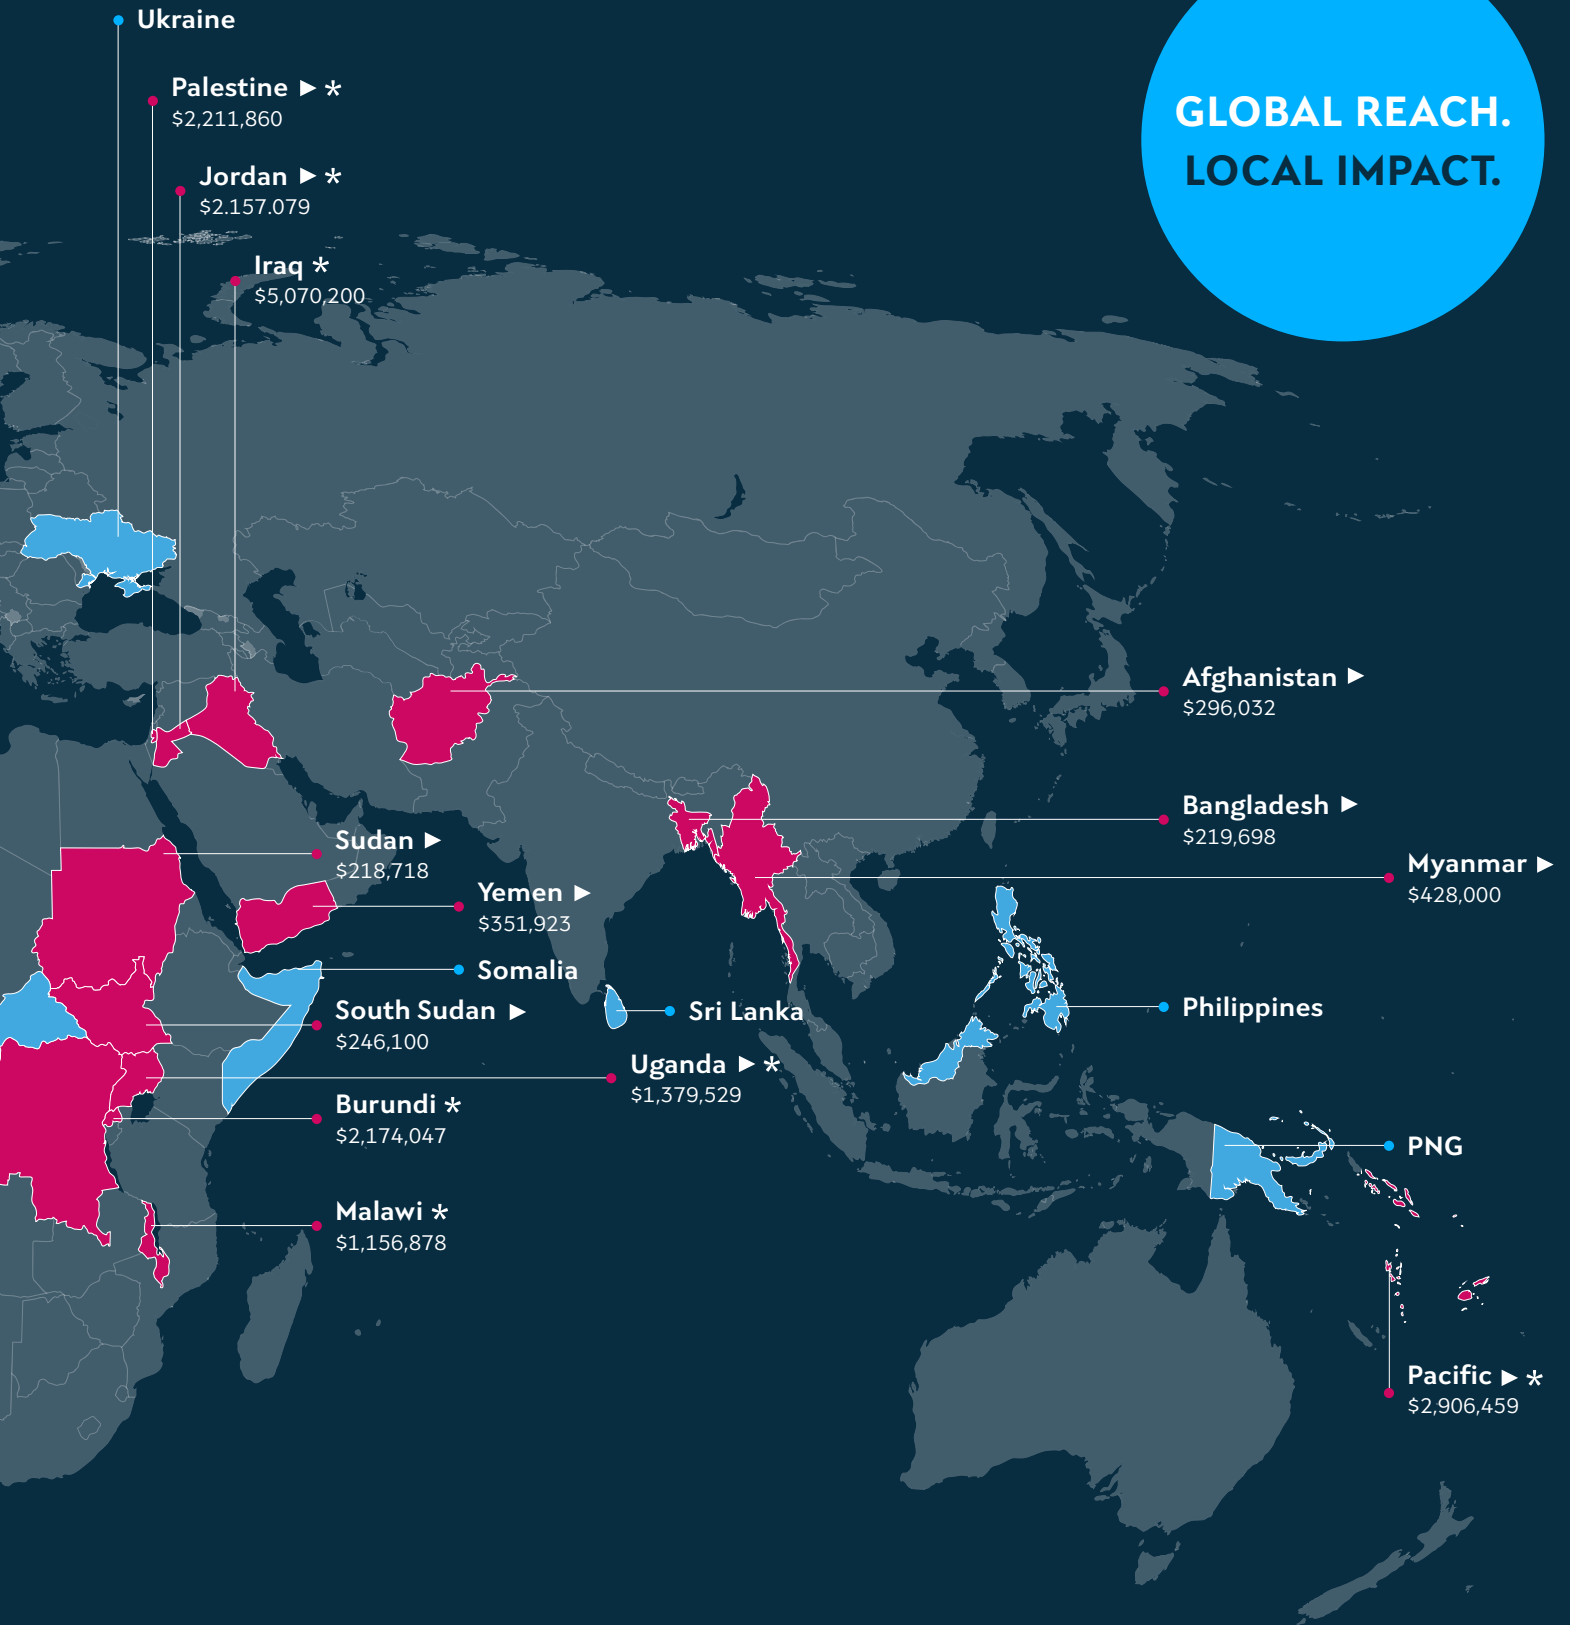 Ukraine
Palestine ▶ *
$2,211,860
Jordan ▶ *
$2.157.079
Iraq *
$5,070,200
GLOBAL REACH.
LOCAL IMPACT.
Afghanistan ▶
$296,032
Bangladesh ▶
$219,698
Myanmar ▶
$428,000
Sudan ▶
$218,718
Yemen ▶
$351,923
Somalia
South Sudan ▶
$246,100
Sri Lanka
Philippines
Uganda ▶ *
$1,379,529
Burundi *
$2,174,047
PNG
Malawi *
$1,156,878
Pacific ▶ *
$2,906,459